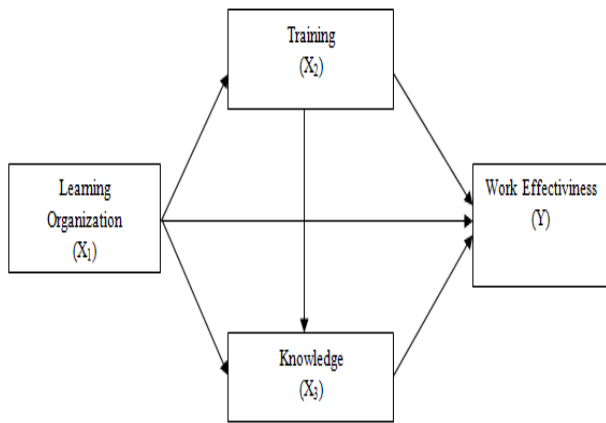 Training
(X₂)
Learning
Organization
(X₁)
Work Effectiviness
(Y)
Knowledge
(X₃)